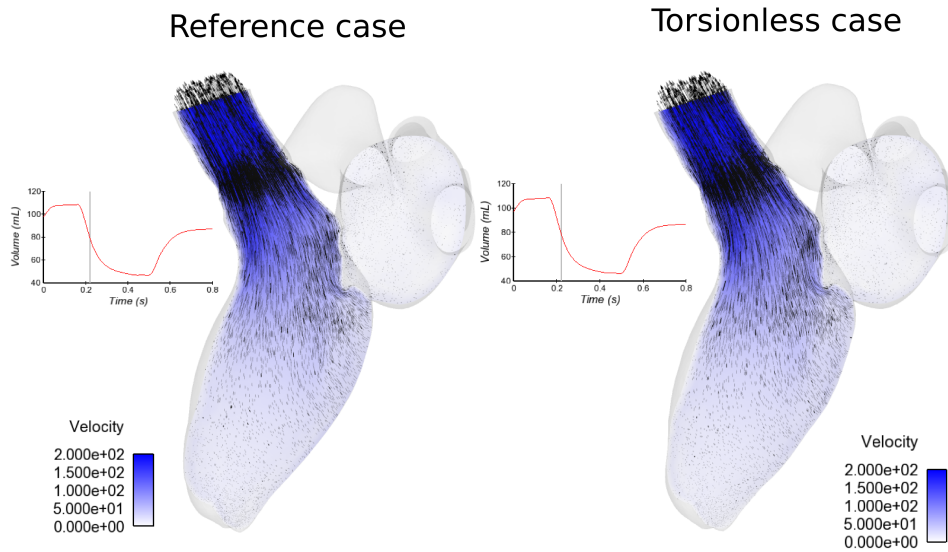 Reference case
Torsionless case
Volume (mL)
120
100
80
60
40
0
0.2
0.4
0.6
0.8
Time (s)
Volume (mL)
120
100
80
60
40
0
0.2
0.4
0.6
0.8
Time (s)
Velocity
2.000e+02
1.500e+02
1.000e+02
5.000e+01
0.000e+00
Velocity
2.000e+02
1.500e+02
1.000e+02
5.000e+01
0.000e+00